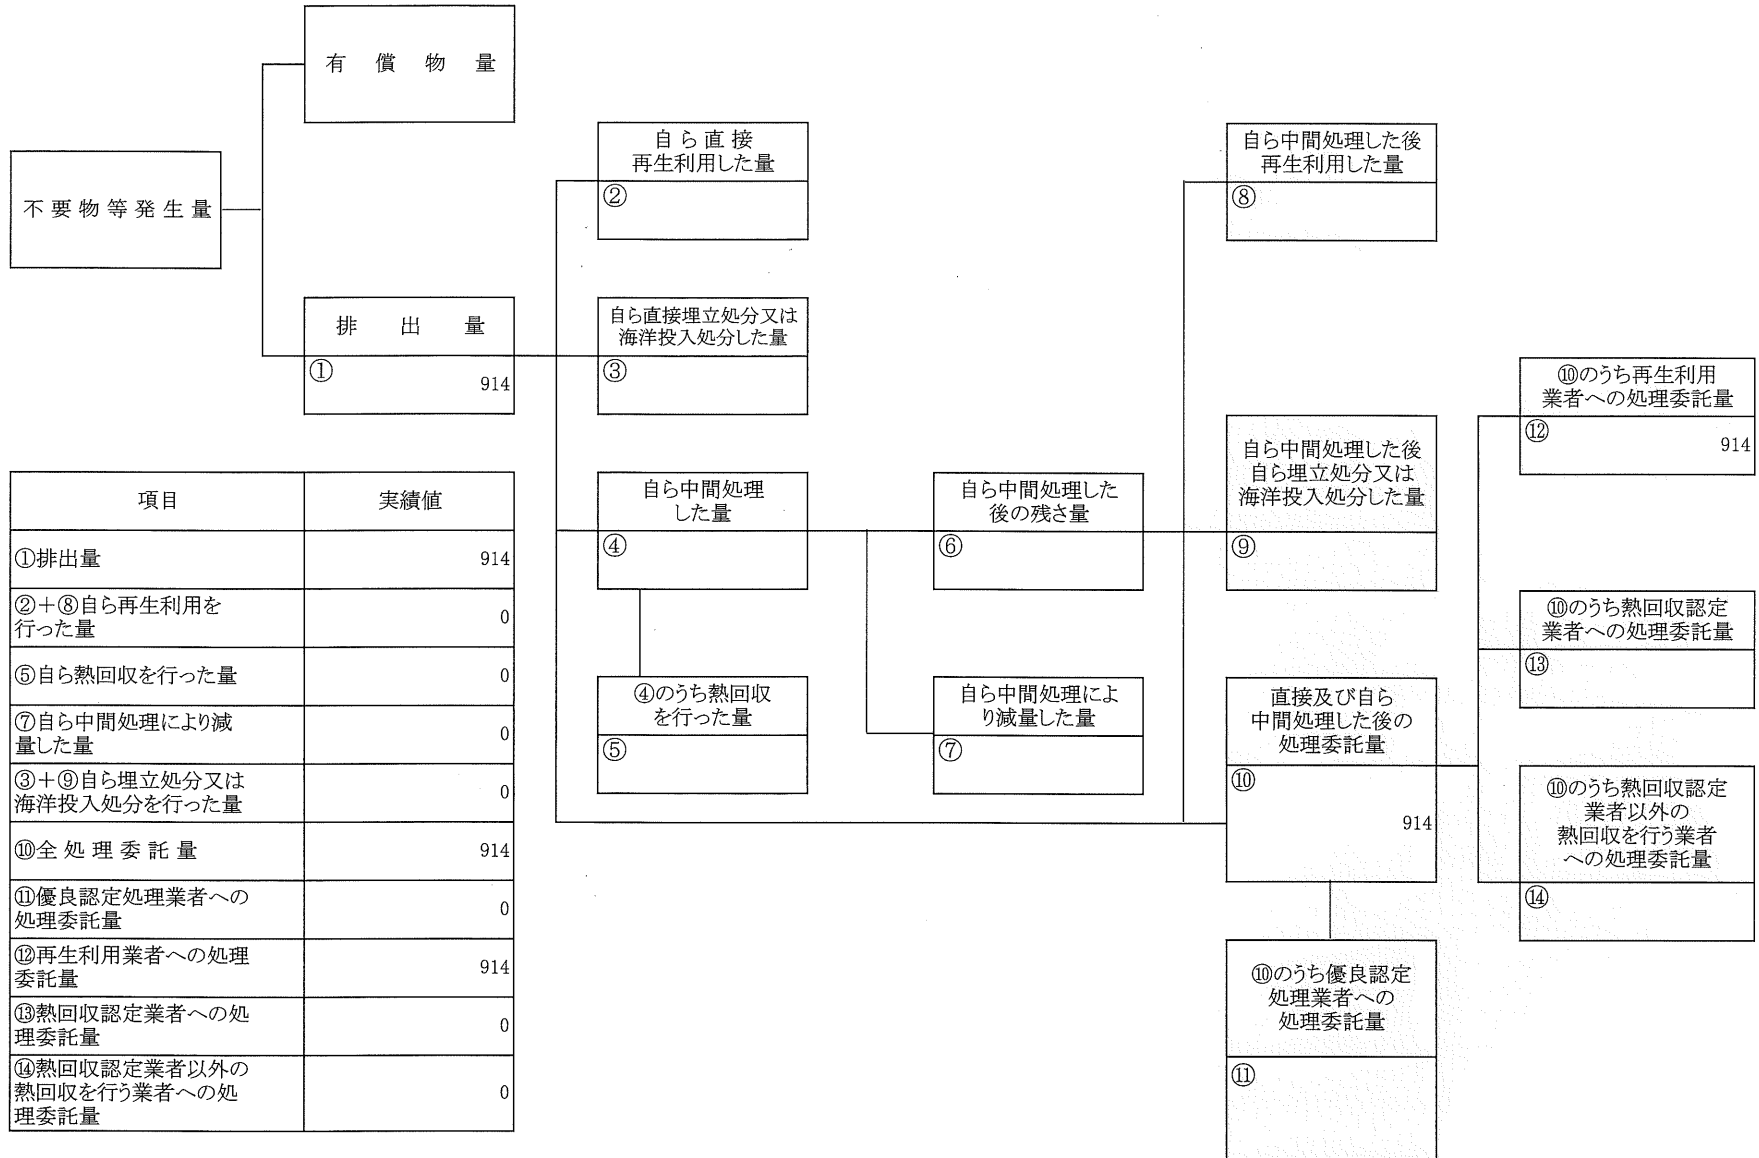 有償物量
不要物等発生量
排出量
①
914
自ら直接
再生利用した量
②
自ら直接埋立処分又は
海洋投入処分した量
③
自ら中間処理
した量
④
④のうち熱回収
を行った量
⑤
自ら中間処理した
後の残さ量
⑥
自ら中間処理によ
り減量した量
⑦
自ら中間処理した後
再生利用した量
⑧
自ら中間処理した後
自ら埋立処分又は
海洋投入処分した量
⑨
直接及び自ら
中間処理した後の
処理委託量
⑩
914
⑩のうち優良認定
処理業者への
処理委託量
⑪
⑩のうち再生利用
業者への処理委託量
⑫
914
⑩のうち熱回収認定
業者への処理委託量
⑬
⑩のうち熱回収認定
業者以外の
熱回収を行う業者
への処理委託量
⑭
項目 実績値
①排出量 914
②＋⑧自ら再生利用を
行った量 0
⑤自ら熱回収を行った量 0
⑦自ら中間処理により減
量した量 0
③＋⑨自ら埋立処分又は
海洋投入処分を行った量 0
⑩全処理委託量 914
⑪優良認定処理業者への
処理委託量 0
⑫再生利用業者への処理
委託量 914
⑬熱回収認定業者への処
理委託量 0
⑭熱回収認定業者以外の
熱回収を行う業者への処
理委託量 0